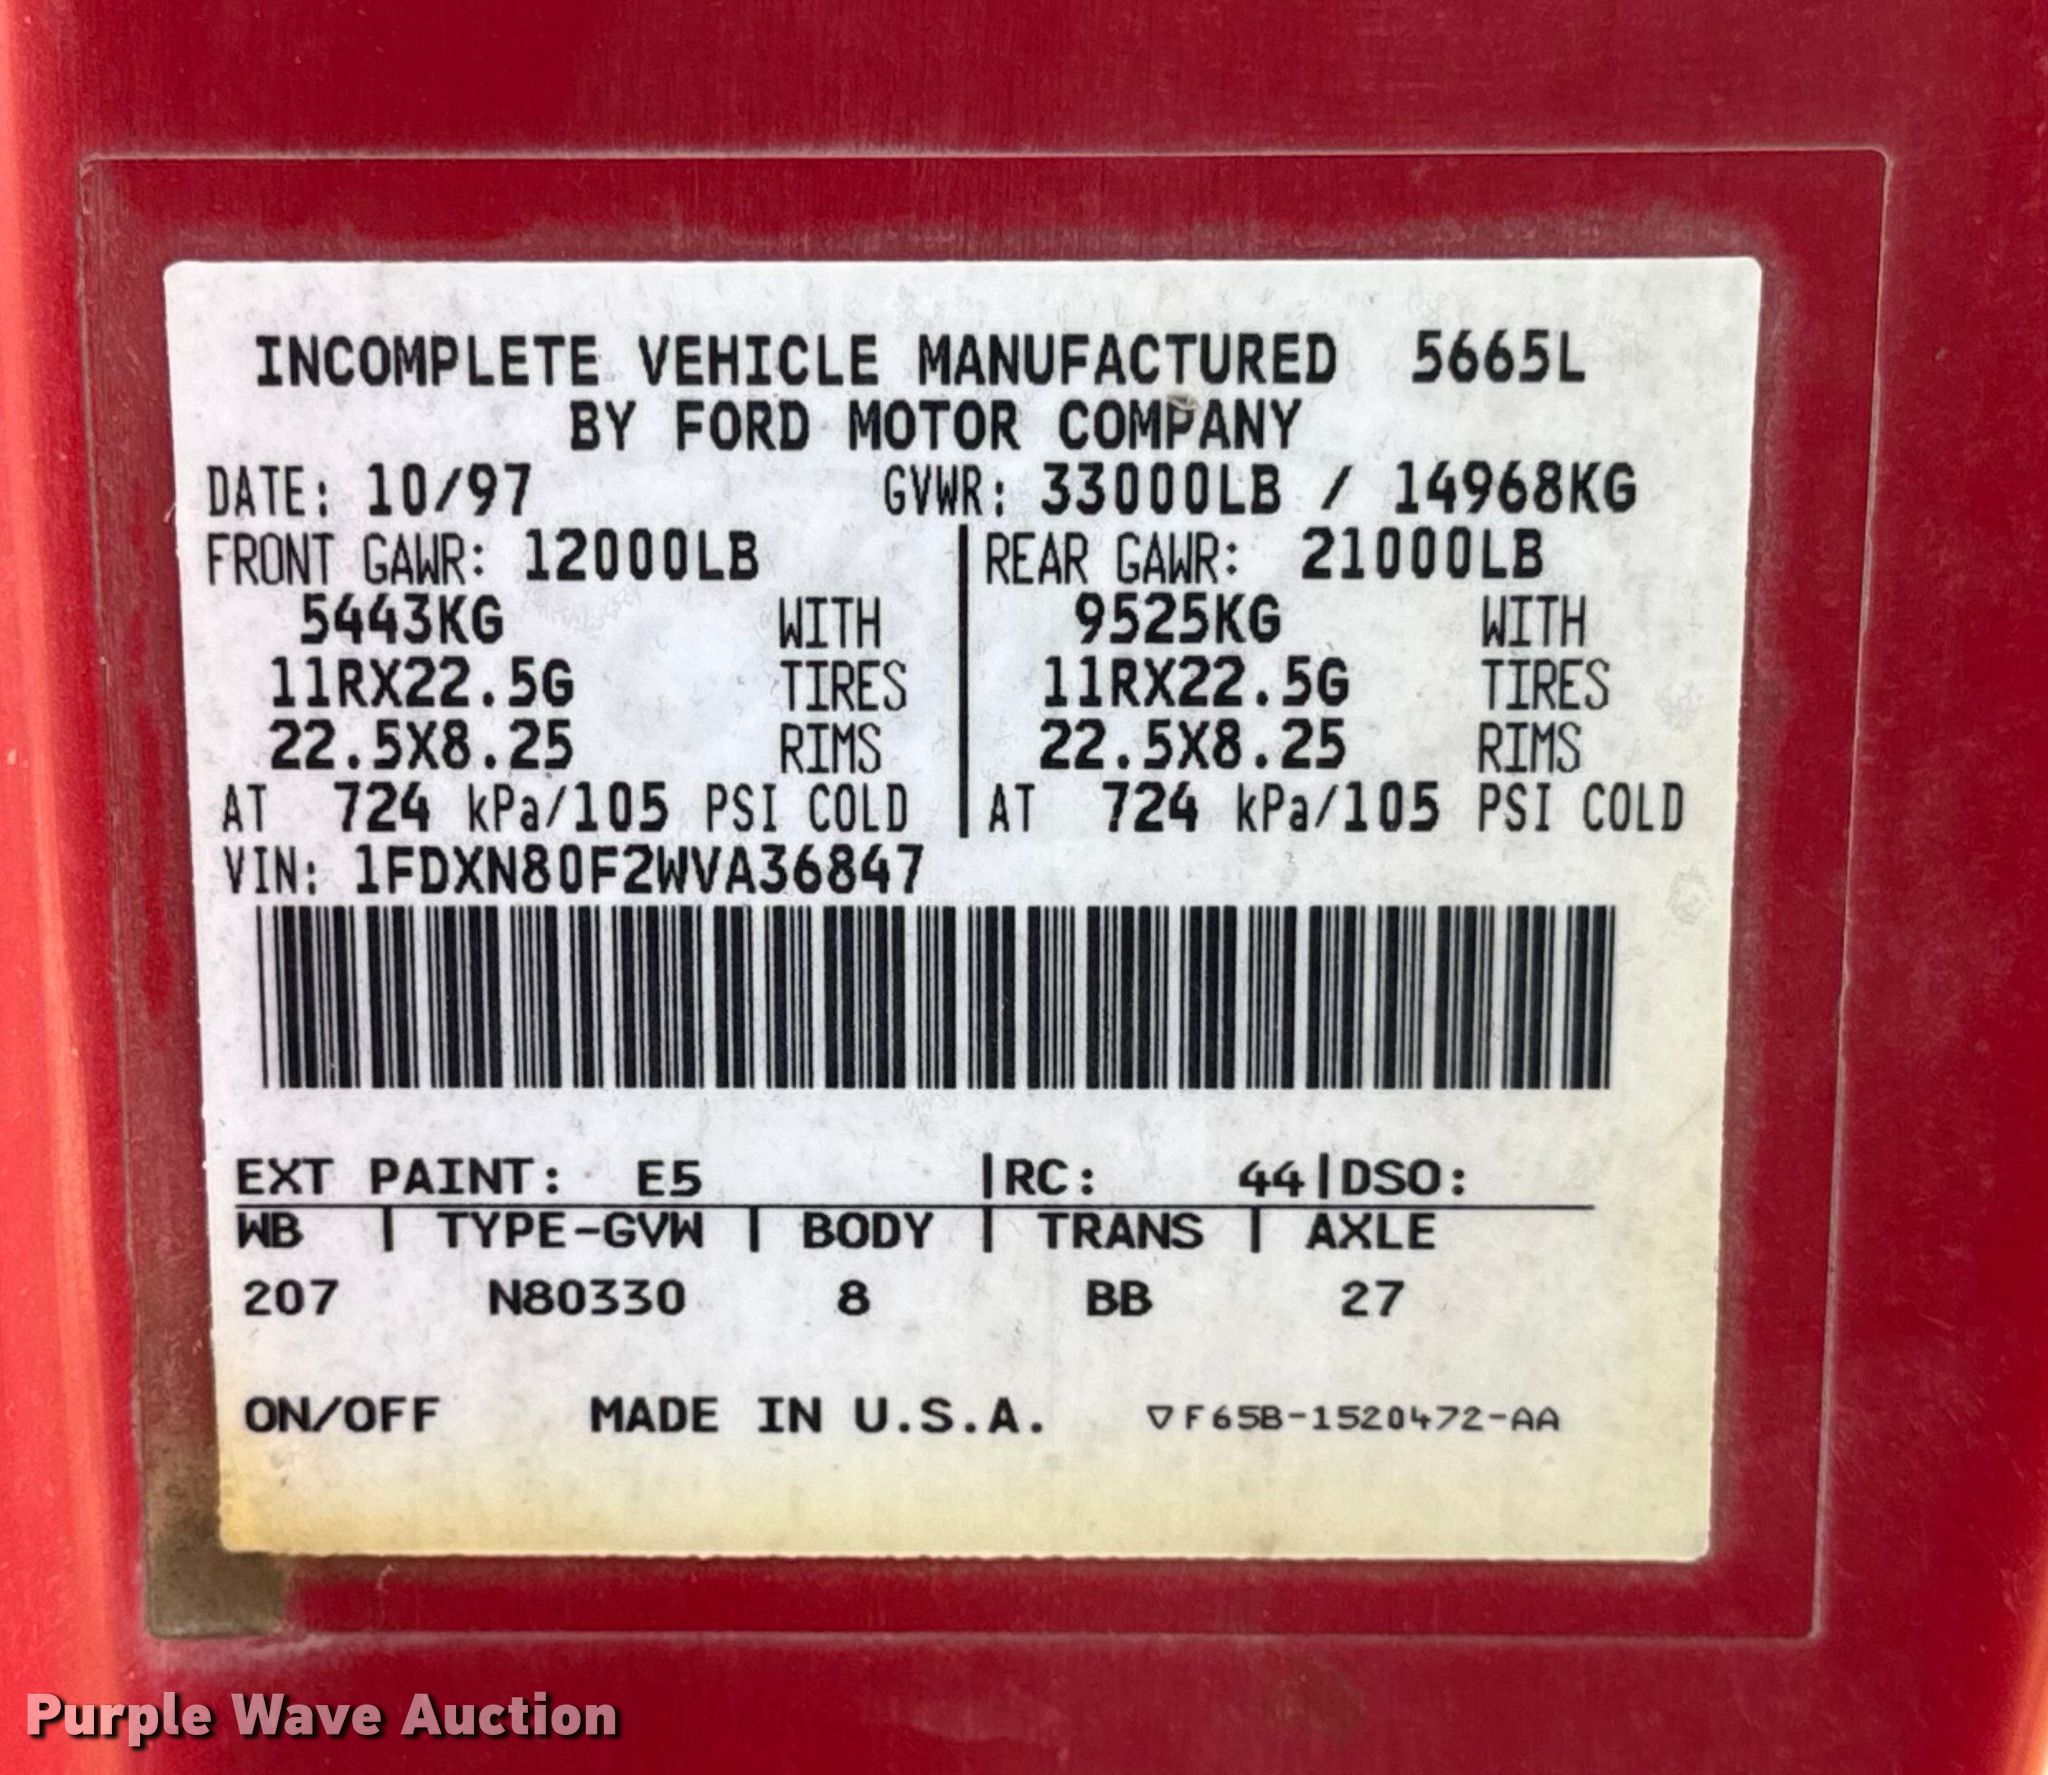 INCOMPLETE VEHICLE MANUFACTURED 5665L
BY FORD MOTOR COMPANY
DATE: 10/97 GVWR: 33000LB / 14968KG
FRONT GAWR: 12000LB REAR GAWR: 21000LB
5443KG WITH 9525KG WITH
11RX22.5G TIRES 11RX22.5G TIRES
22.5X8.25 RIMS 22.5X8.25 RIMS
AT 724 kPa/105 PSI COLD AT 724 kPa/105 PSI COLD
VIN: 1FDXN80F2WVA36847
EXT PAINT: E5 |RC: 44|DSO:
WB | TYPE-GVW | BODY | TRANS | AXLE
207 N80330 8 BB 27
ON/OFF MADE IN U.S.A. ▽F65B-1520472-AA
Purple Wave Auction